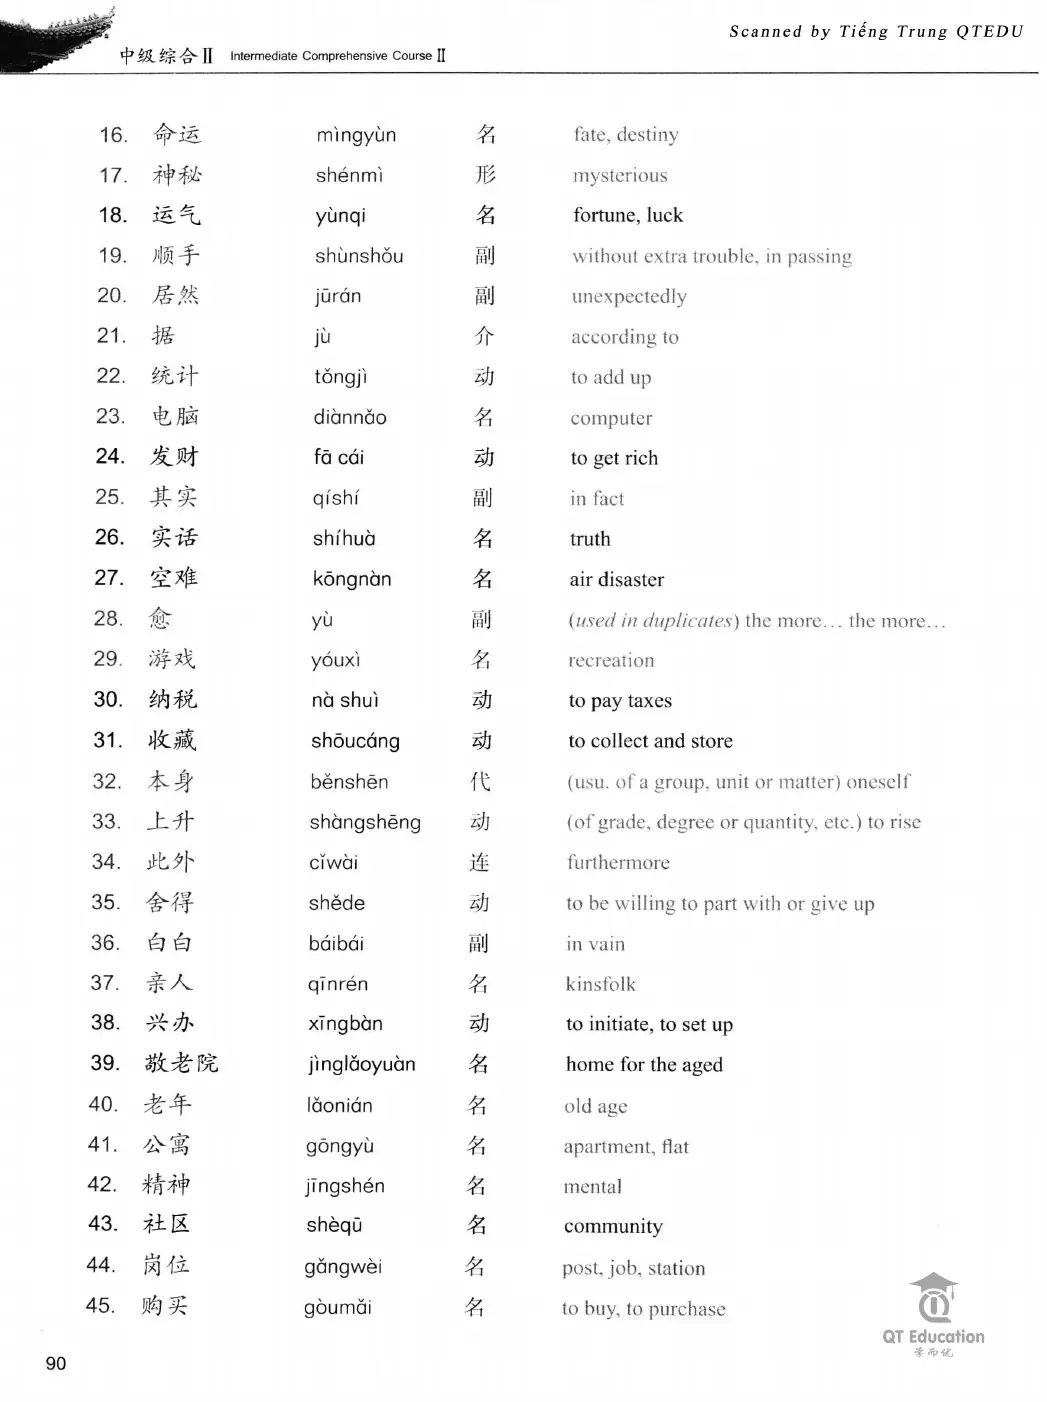 Scanned by Tiếng Trung QTEDU
中级综合Ⅱ Intermediate Comprehensive Course Ⅱ
16. 命运 mìngyùn 名 fate, destiny
17. 神秘 shénmì 形 mysterious
18. 运气 yùnqi 名 fortune, luck
19. 顺手 shùnshǒu 副 without extra trouble, in passing
20. 居然 jūrán 副 unexpectedly
21. 据 jù 介 according to
22. 统计 tǒngjì 动 to add up
23. 电脑 diànnǎo 名 computer
24. 发财 fā cái 动 to get rich
25. 其实 qíshí 副 in fact
26. 实话 shíhuà 名 truth
27. 空难 kōngnàn 名 air disaster
28. 愈 yù 副 (used in duplicates) the more... the more...
29. 游戏 yóuxì 名 recreation
30. 纳税 nà shuì 动 to pay taxes
31. 收藏 shōucáng 动 to collect and store
32. 本身 běnshēn 代 (usu. of a group, unit or matter) oneself
33. 上升 shàngshēng 动 (of grade, degree or quantity, etc.) to rise
34. 此外 cǐwài 连 furthermore
35. 舍得 shěde 动 to be willing to part with or give up
36. 白白 báibái 副 in vain
37. 亲人 qīnrén 名 kinsfolk
38. 兴办 xīngbàn 动 to initiate, to set up
39. 敬老院 jìnglǎoyuàn 名 home for the aged
40. 老年 lǎonián 名 old age
41. 公寓 gōngyù 名 apartment, flat
42. 精神 jīngshén 名 mental
43. 社区 shèqū 名 community
44. 岗位 gǎngwèi 名 post, job, station
45. 购买 gòumǎi 名 to buy, to purchase
QT Education
学而优
90